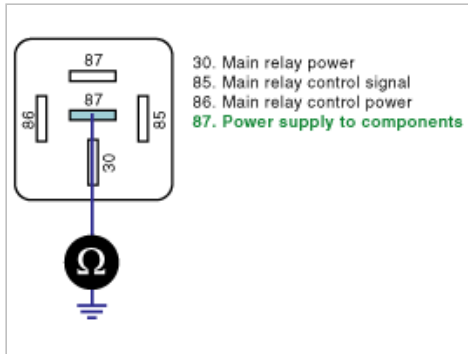 87
87
86
85
30
Ω
30. Main relay power
85. Main relay control signal
86. Main relay control power
87. Power supply to components